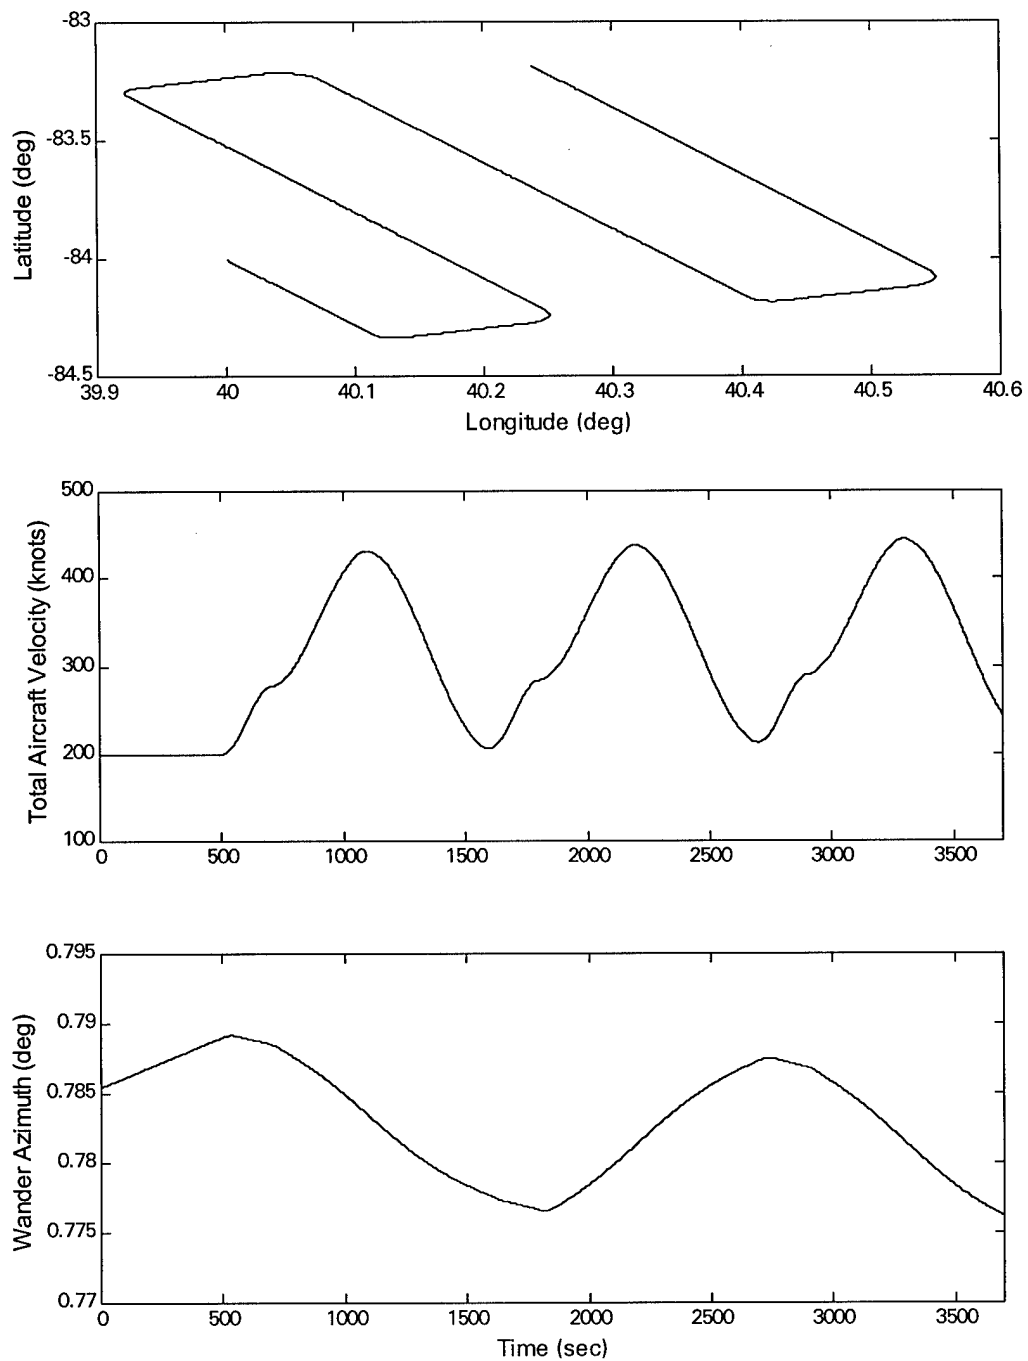 -83
-83.5
-84
-84.5
Latitude (deg)
39.9 40 40.1 40.2 40.3 40.4 40.5 40.6
Longitude (deg)
500
400
300
200
100
Total Aircraft Velocity (knots)
0 500 1000 1500 2000 2500 3000 3500
0.795
0.79
0.785
0.78
0.775
0.77
Wander Azimuth (deg)
0 500 1000 1500 2000 2500 3000 3500
Time (sec)